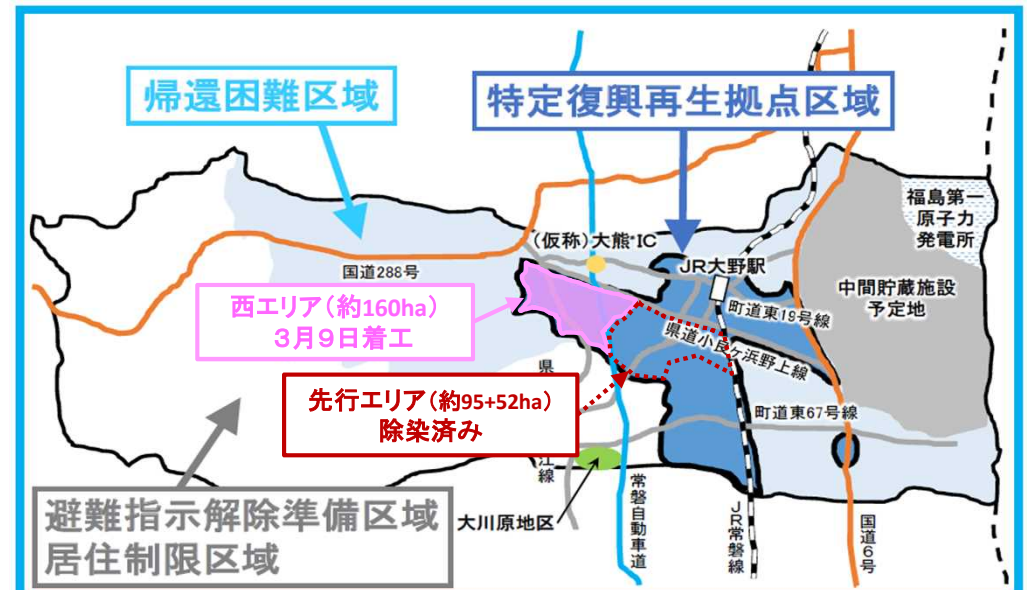 帰還困難区域
特定復興再生拠点区域
福島第一
原子力
発電所
(仮称)大熊IC
JR大野駅
国道288号
中間貯蔵施設
予定地
西エリア(約160ha)
3月9日着工
町道東19号線
県道小良ケ浜野上線
先行エリア(約95+52ha)
除染済み
県
江線
町道東67号線
避難指示解除準備区域
居住制限区域
大川原地区
常磐自動車道
JR常磐線
国道6号